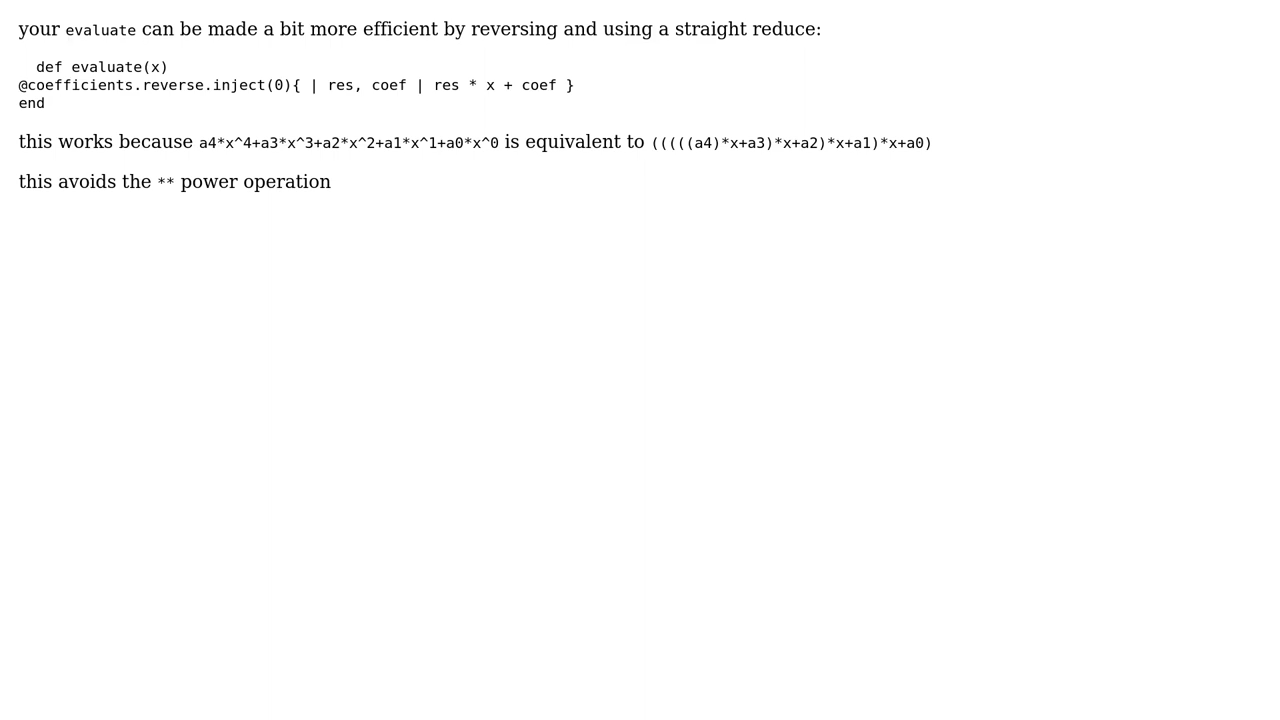 your evaluate can be made a bit more efficient by reversing and using a straight reduce:
def evaluate(x)
@coefficients.reverse.inject(0){ | res, coef | res * x + coef }
end
this works because a4*x^4+a3*x^3+a2*x^2+a1*x^1+a0*x^0 is equivalent to (((((a4)*x+a3)*x+a2)*x+a1)*x+a0)
this avoids the ** power operation